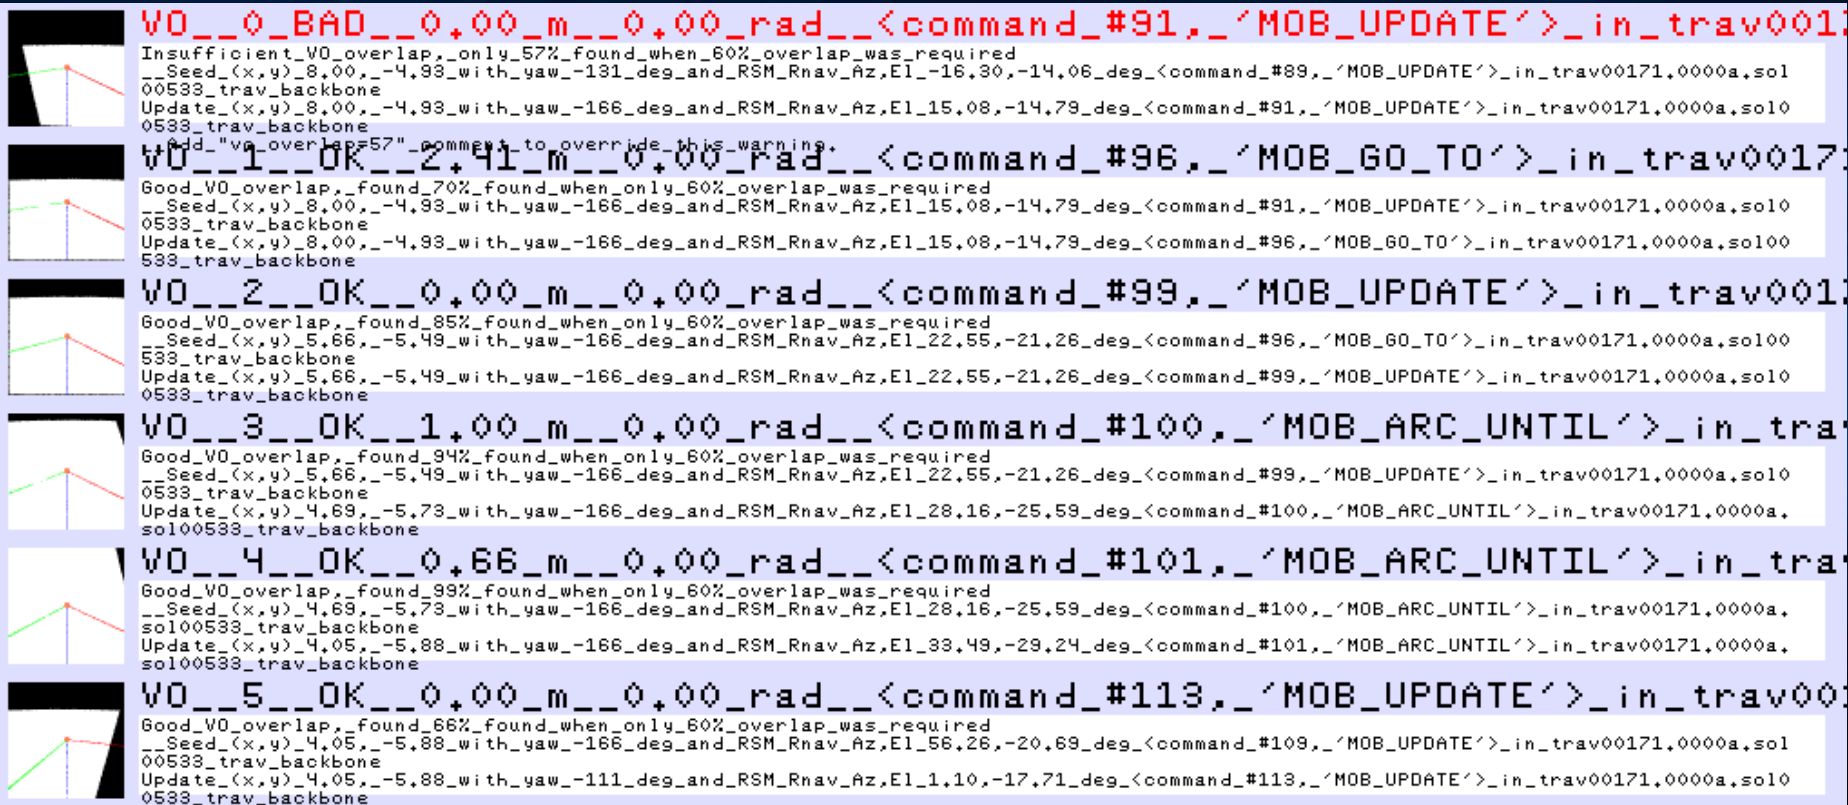 VO__0_BAD__0.00_m__0.00_rad__<command_#91,_'MOB_UPDATE'>_in_trav001
Insufficient_VO_overlap,_only_57%_found_when_60%_overlap_was_required
__Seed_(x,y)_8.00,_-4.93_with_yaw_-131_deg_and_RSM_Rnav_Az,El_-16.30,-14.06_deg_<command_#89,_'MOB_UPDATE'>_in_trav00171.0000a.sol
00533_trav_backbone
Update_(x,y)_8.00,_-4.93_with_yaw_-166_deg_and_RSM_Rnav_Az,El_15.08,-14.79_deg_<command_#91,_'MOB_UPDATE'>_in_trav00171.0000a.sol0
0533_trav_backbone
__Add_"vo_overlap=57"_comment_to_override_this_warning.
VO__1__OK__2.41_m__0.00_rad__<command_#96,_'MOB_GO_TO'>_in_trav0017
Good_VO_overlap,_found_70%_found_when_only_60%_overlap_was_required
__Seed_(x,y)_8.00,_-4.93_with_yaw_-166_deg_and_RSM_Rnav_Az,El_15.08,-14.79_deg_<command_#91,_'MOB_UPDATE'>_in_trav00171.0000a.sol0
0533_trav_backbone
Update_(x,y)_8.00,_-4.93_with_yaw_-166_deg_and_RSM_Rnav_Az,El_15.08,-14.79_deg_<command_#96,_'MOB_GO_TO'>_in_trav00171.0000a.sol00
533_trav_backbone
VO__2__OK__0.00_m__0.00_rad__<command_#99,_'MOB_UPDATE'>_in_trav001
Good_VO_overlap,_found_85%_found_when_only_60%_overlap_was_required
__Seed_(x,y)_5.66,_-5.49_with_yaw_-166_deg_and_RSM_Rnav_Az,El_22.55,-21.26_deg_<command_#96,_'MOB_GO_TO'>_in_trav00171.0000a.sol00
533_trav_backbone
Update_(x,y)_5.66,_-5.49_with_yaw_-166_deg_and_RSM_Rnav_Az,El_22.55,-21.26_deg_<command_#99,_'MOB_UPDATE'>_in_trav00171.0000a.sol0
0533_trav_backbone
VO__3__OK__1.00_m__0.00_rad__<command_#100,_'MOB_ARC_UNTIL'>_in_tra
Good_VO_overlap,_found_94%_found_when_only_60%_overlap_was_required
__Seed_(x,y)_5.66,_-5.49_with_yaw_-166_deg_and_RSM_Rnav_Az,El_22.55,-21.26_deg_<command_#99,_'MOB_UPDATE'>_in_trav00171.0000a.sol0
0533_trav_backbone
Update_(x,y)_4.69,_-5.73_with_yaw_-166_deg_and_RSM_Rnav_Az,El_28.16,-25.59_deg_<command_#100,_'MOB_ARC_UNTIL'>_in_trav00171.0000a.
sol00533_trav_backbone
VO__4__OK__0.66_m__0.00_rad__<command_#101,_'MOB_ARC_UNTIL'>_in_tra
Good_VO_overlap,_found_99%_found_when_only_60%_overlap_was_required
__Seed_(x,y)_4.69,_-5.73_with_yaw_-166_deg_and_RSM_Rnav_Az,El_28.16,-25.59_deg_<command_#100,_'MOB_ARC_UNTIL'>_in_trav00171.0000a.
sol00533_trav_backbone
Update_(x,y)_4.05,_-5.88_with_yaw_-166_deg_and_RSM_Rnav_Az,El_33.49,-29.24_deg_<command_#101,_'MOB_ARC_UNTIL'>_in_trav00171.0000a.
sol00533_trav_backbone
VO__5__OK__0.00_m__0.00_rad__<command_#113,_'MOB_UPDATE'>_in_trav00
Good_VO_overlap,_found_66%_found_when_only_60%_overlap_was_required
__Seed_(x,y)_4.05,_-5.88_with_yaw_-166_deg_and_RSM_Rnav_Az,El_56.26,-20.69_deg_<command_#109,_'MOB_UPDATE'>_in_trav00171.0000a.sol
00533_trav_backbone
Update_(x,y)_4.05,_-5.88_with_yaw_-111_deg_and_RSM_Rnav_Az,El_1.10,-17.71_deg_<command_#113,_'MOB_UPDATE'>_in_trav00171.0000a.sol0
0533_trav_backbone